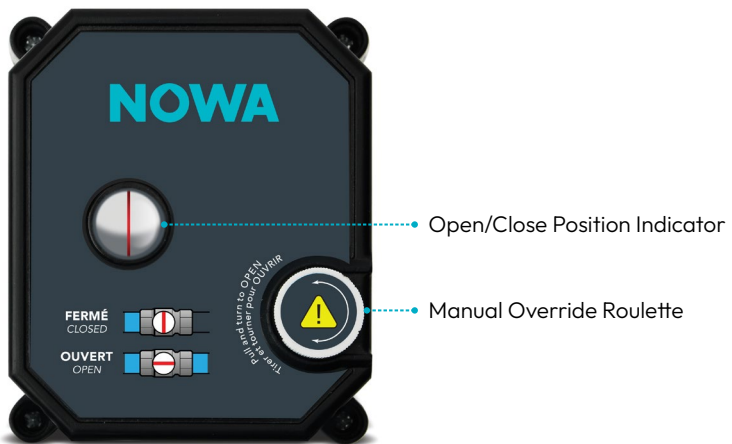 NOWA
Open/Close Position Indicator
Pull and turn to OPEN
Tirer et tourner pour OUVRIR
Manual Override Roulette
FERMÉ
CLOSED
OUVERT
OPEN